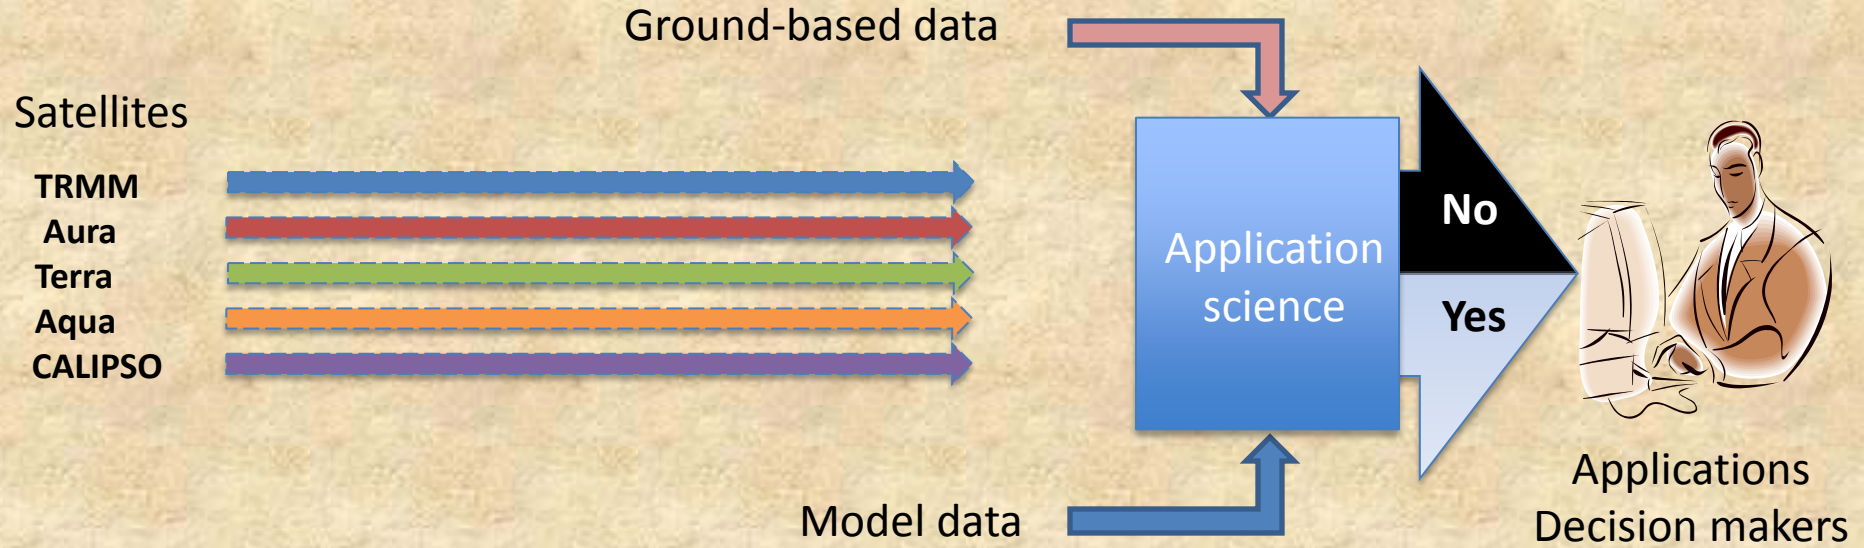 Ground-based data
Satellites
TRMM
Aura
Terra
Aqua
CALIPSO
Application
science
No
Yes
Model data
Applications
Decision makers